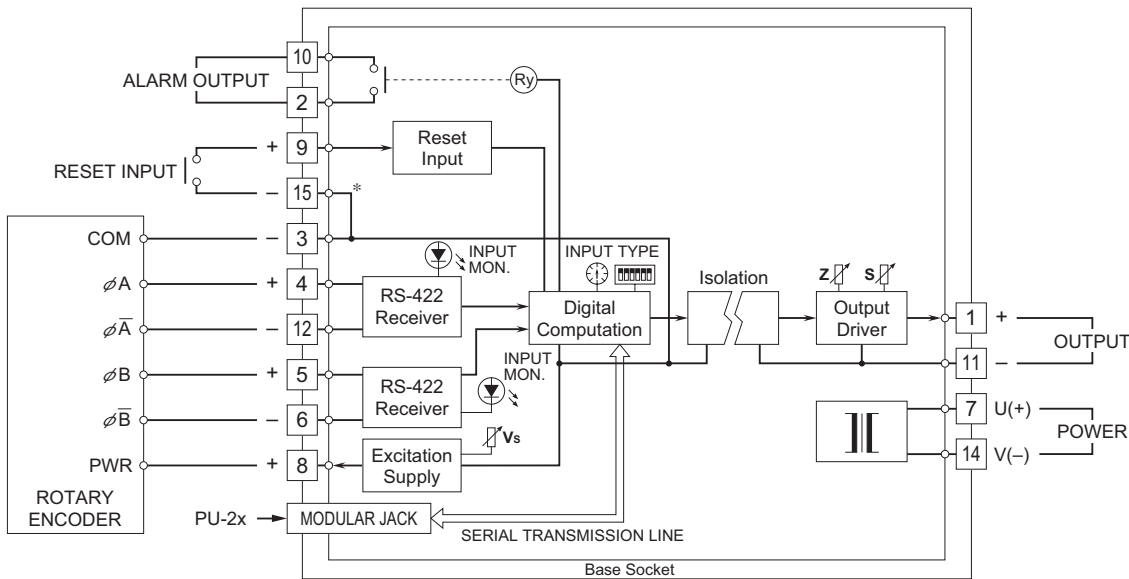 10
ALARM OUTPUT
2
Ry
+ 9
Reset
Input
RESET INPUT
– 15 *
COM – 3
INPUT
MON.
INPUT TYPE
øA + 4
RS-422
Receiver
øA̅ – 12
Digital
Computation
Isolation
Z S
Output
Driver
1 +
OUTPUT
11 –
øB + 5
RS-422
Receiver
INPUT
MON.
øB̅ – 6
7 U(+)
POWER
14 V(–)
PWR + 8
Excitation
Supply
Vs
ROTARY
ENCODER
PU-2x
MODULAR JACK
SERIAL TRANSMISSION LINE
Base Socket